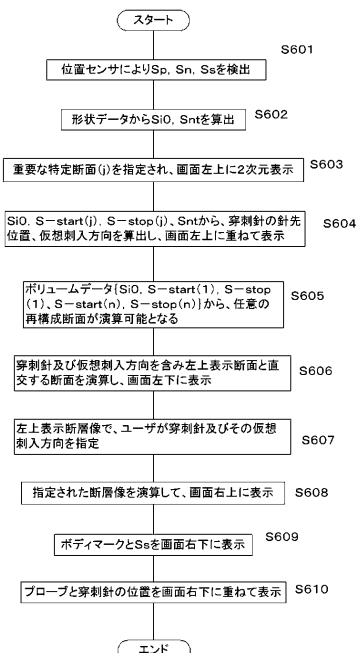 スタート
S601
位置センサによりSp, Sn, Ssを検出
S602
形状データからSi0, Sntを算出
S603
重要な特定断面(j)を指定され、画面左上に2次元表示
S604
Si0, S－start(j), S－stop(j)、Sntから、穿刺針の針先
位置、仮想刺入方向を算出し、画面左上に重ねて表示
S605
ボリュームデータ{Si0, S－start(1), S－stop
(1)、S－start(n), S－stop(n)}から、任意の
再構成断面が演算可能となる
S606
穿刺針及び仮想刺入方向を含み左上表示断面と直
交する断面を演算し、画面左下に表示
S607
左上表示断層像で、ユーザが穿刺針及びその仮想
刺入方向を指定
S608
指定された断層像を演算して、画面右上に表示
S609
ボディマークとSsを画面右下に表示
S610
プローブと穿刺針の位置を画面右下に重ねて表示
エンド